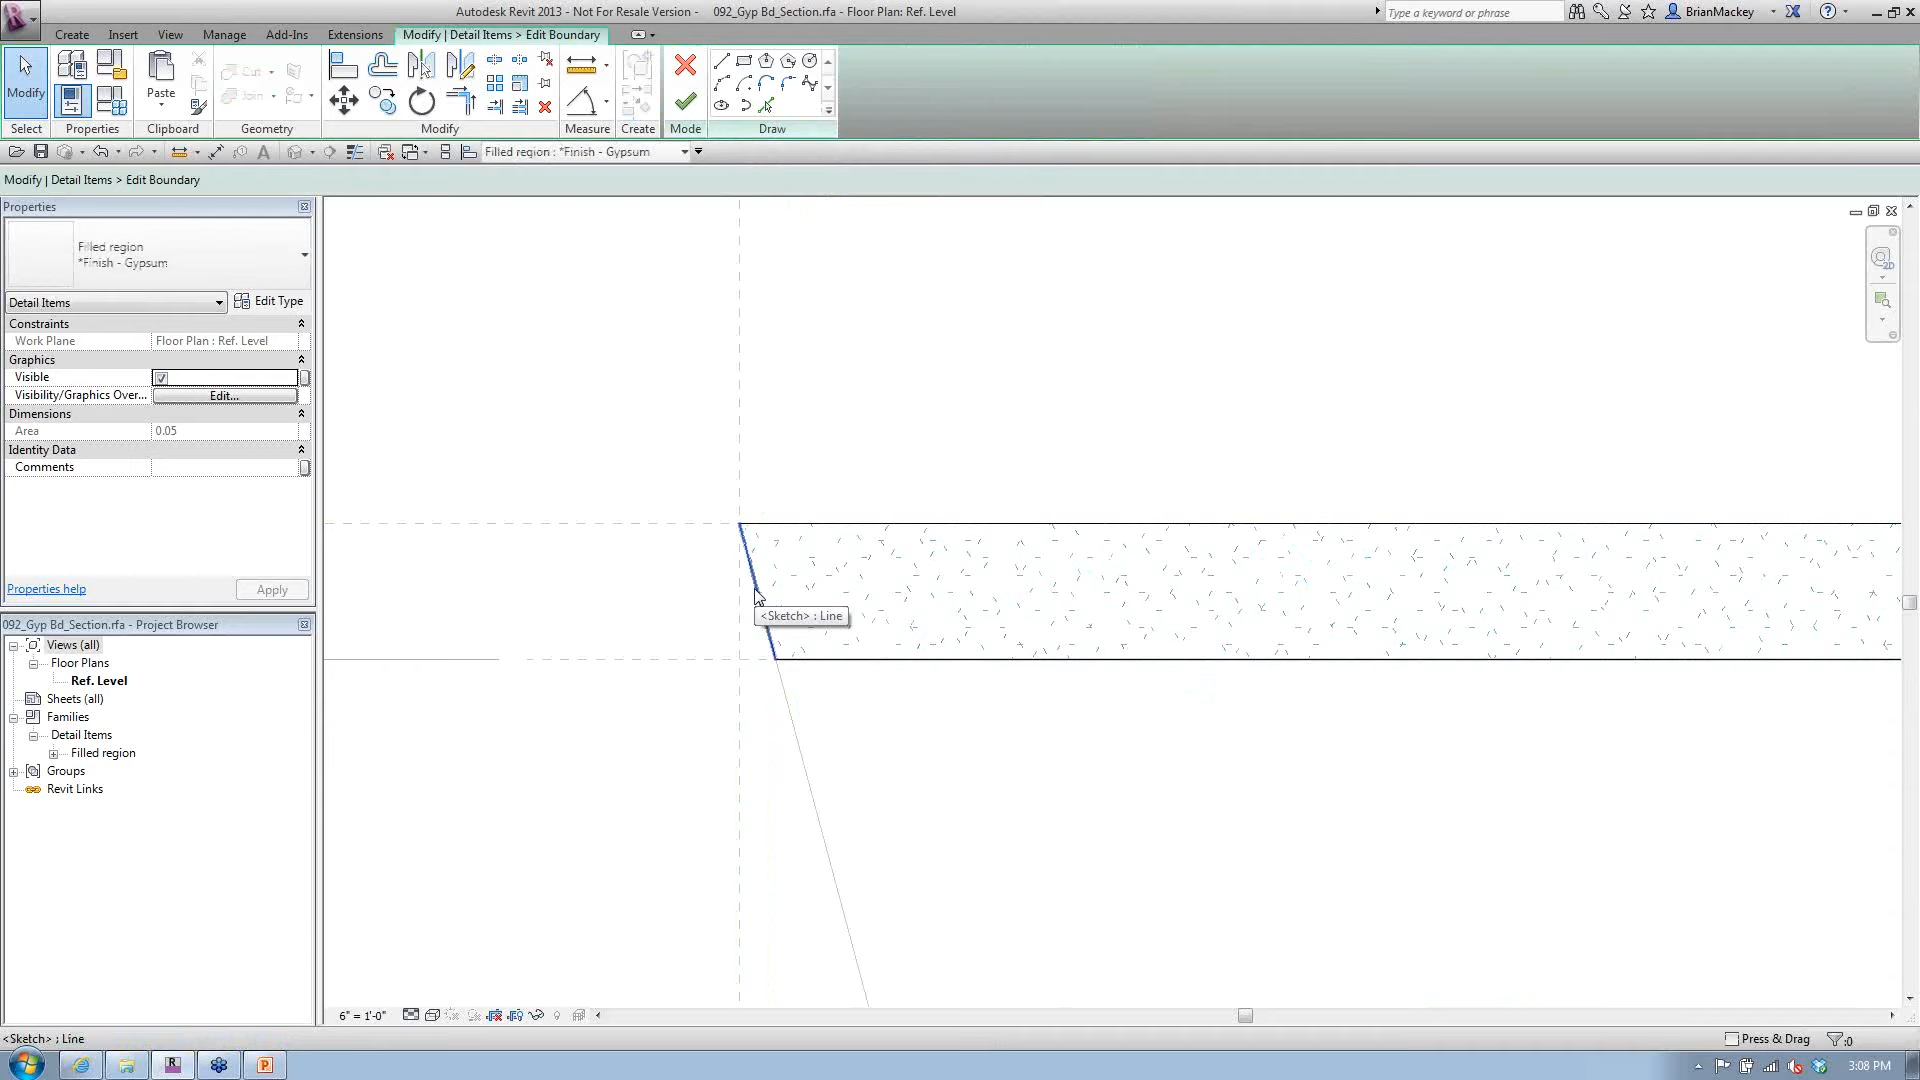 Autodesk Revit 2013 - Not For Resale Version - 092_Gyp Bd_Section.rfa - Floor Plan: Ref. Level
Type a keyword or phrase
BrianMackey
Create Insert View Manage Add-Ins Extensions Modify | Detail Items > Edit Boundary
Modify
Paste
Cut
Join
Select Properties Clipboard Geometry Modify Measure Create Mode Draw
Filled region : *Finish - Gypsum
Modify | Detail Items > Edit Boundary
Properties
Filled region
*Finish - Gypsum
Detail Items
Edit Type
Constraints
Work Plane Floor Plan : Ref. Level
Graphics
Visible
Visibility/Graphics Over... Edit...
Dimensions
Area 0.05
Identity Data
Comments
Properties help
Apply
092_Gyp Bd_Section.rfa - Project Browser
Views (all)
Floor Plans
Ref. Level
Sheets (all)
Families
Detail Items
Filled region
Groups
Revit Links
2D
<Sketch> : Line
6" = 1'-0"
<Sketch> : Line
Press & Drag
:0
3:08 PM